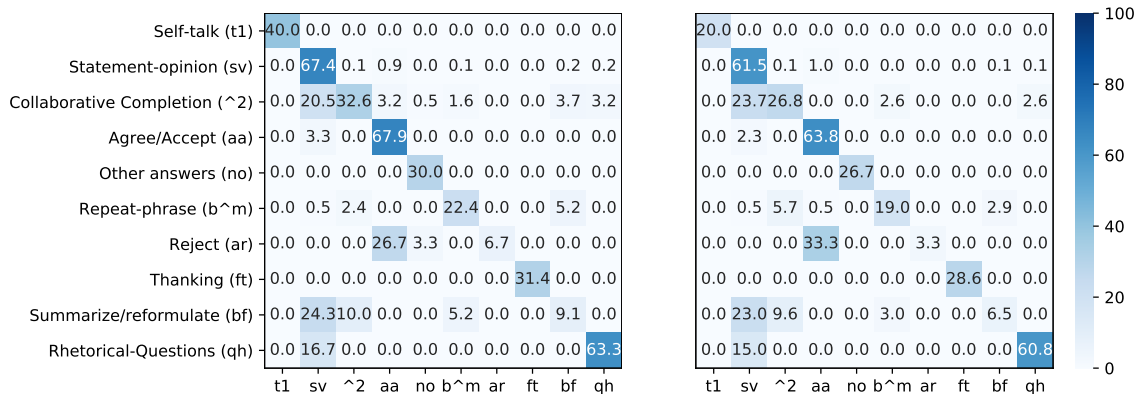 Self-talk (t1) 40.0 0.0 0.0 0.0 0.0 0.0 0.0 0.0 0.0 0.0 20.0 0.0 0.0 0.0 0.0 0.0 0.0 0.0 0.0 0.0 100
Statement-opinion (sv) 0.0 67.4 0.1 0.9 0.0 0.1 0.0 0.0 0.2 0.2 0.0 61.5 0.1 1.0 0.0 0.0 0.0 0.0 0.1 0.1
Collaborative Completion (^2) 0.0 20.5 32.6 3.2 0.5 1.6 0.0 0.0 3.7 3.2 0.0 23.7 26.8 0.0 0.0 2.6 0.0 0.0 0.0 2.6 80
Agree/Accept (aa) 0.0 3.3 0.0 67.9 0.0 0.0 0.0 0.0 0.0 0.0 0.0 2.3 0.0 63.8 0.0 0.0 0.0 0.0 0.0 0.0
Other answers (no) 0.0 0.0 0.0 0.0 30.0 0.0 0.0 0.0 0.0 0.0 0.0 0.0 0.0 0.0 26.7 0.0 0.0 0.0 0.0 0.0 60
Repeat-phrase (b^m) 0.0 0.5 2.4 0.0 0.0 22.4 0.0 0.0 5.2 0.0 0.0 0.5 5.7 0.5 0.0 19.0 0.0 0.0 2.9 0.0
Reject (ar) 0.0 0.0 0.0 26.7 3.3 0.0 6.7 0.0 0.0 0.0 0.0 0.0 0.0 33.3 0.0 0.0 3.3 0.0 0.0 0.0 40
Thanking (ft) 0.0 0.0 0.0 0.0 0.0 0.0 0.0 31.4 0.0 0.0 0.0 0.0 0.0 0.0 0.0 0.0 0.0 28.6 0.0 0.0
Summarize/reformulate (bf) 0.0 24.3 10.0 0.0 0.0 5.2 0.0 0.0 9.1 0.0 0.0 23.0 9.6 0.0 0.0 3.0 0.0 0.0 6.5 0.0 20
Rhetorical-Questions (qh) 0.0 16.7 0.0 0.0 0.0 0.0 0.0 0.0 0.0 63.3 0.0 15.0 0.0 0.0 0.0 0.0 0.0 0.0 0.0 60.8 0
t1 sv ^2 aa no b^m ar ft bf qh t1 sv ^2 aa no b^m ar ft bf qh